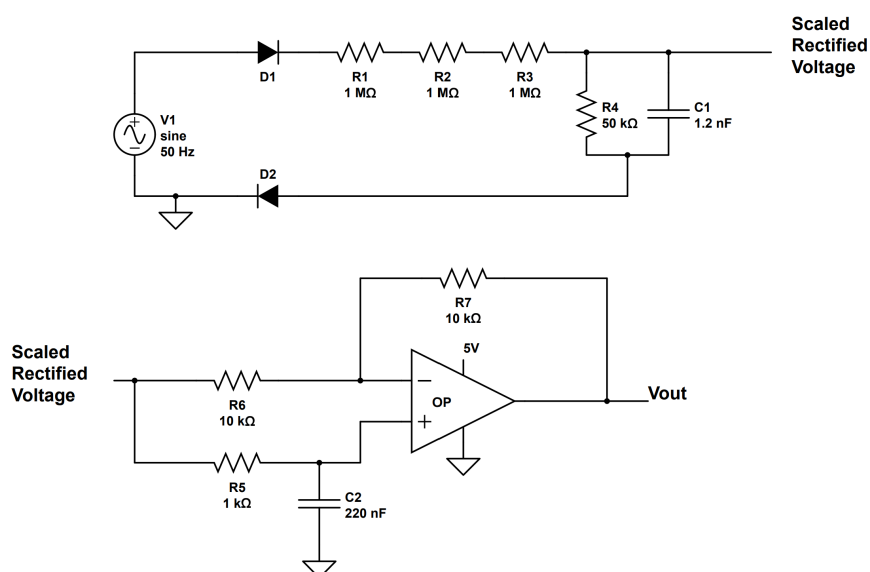 Scaled
Rectified
Voltage
D1
R1
1 MΩ
R2
1 MΩ
R3
1 MΩ
R4
50 kΩ
C1
1.2 nF
V1
sine
50 Hz
D2
R7
10 kΩ
Scaled
Rectified
Voltage
5V
OP
Vout
R6
10 kΩ
R5
1 kΩ
C2
220 nF